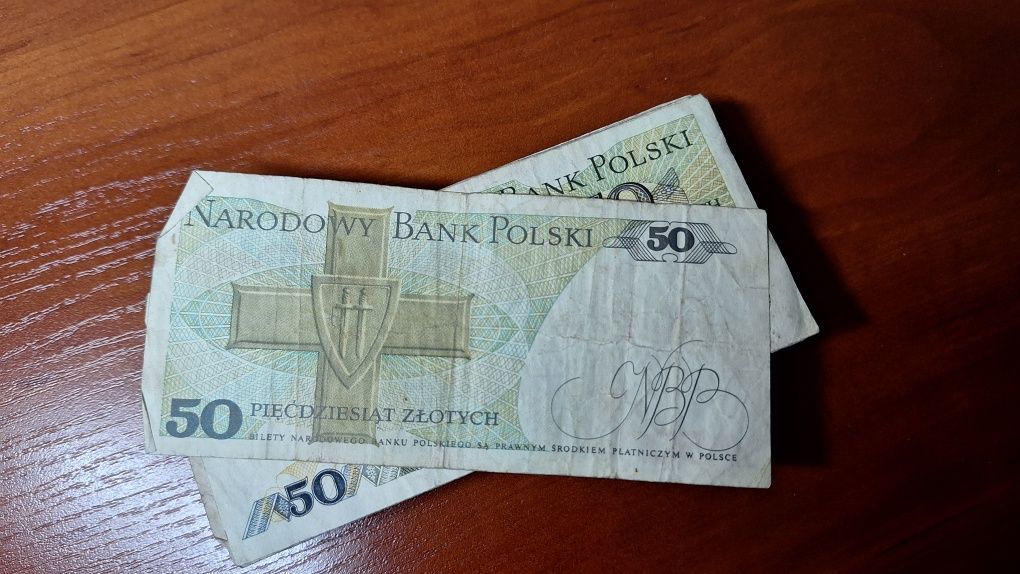 BANK POLSKI
NARODOWY BANK POLSKI 50
NBP
50 PIĘĆDZIESIĄT ZŁOTYCH
BILETY NARODOWEGO BANKU POLSKIEGO SĄ PRAWNYM ŚRODKIEM PŁATNICZYM W POLSCE
50